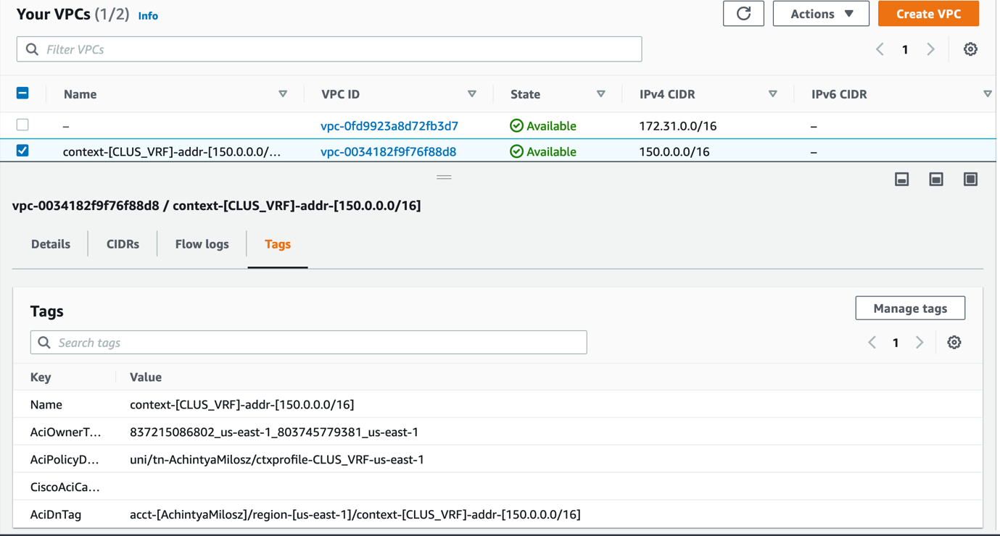 Your VPCs (1/2) Info
Actions Create VPC
Filter VPCs
1
Name VPC ID State IPv4 CIDR IPv6 CIDR
– vpc-0fd9923a8d72fb3d7 Available 172.31.0.0/16 –
context-[CLUS_VRF]-addr-[150.0.0.0/... vpc-0034182f9f76f88d8 Available 150.0.0.0/16 –
vpc-0034182f9f76f88d8 / context-[CLUS_VRF]-addr-[150.0.0.0/16]
Details CIDRs Flow logs Tags
Tags
Manage tags
Search tags
1
Key Value
Name context-[CLUS_VRF]-addr-[150.0.0.0/16]
AciOwnerT... 837215086802_us-east-1_803745779381_us-east-1
AciPolicyD... uni/tn-AchintyaMilosz/ctxprofile-CLUS_VRF-us-east-1
CiscoAciCa...
AciDnTag acct-[AchintyaMilosz]/region-[us-east-1]/context-[CLUS_VRF]-addr-[150.0.0.0/16]